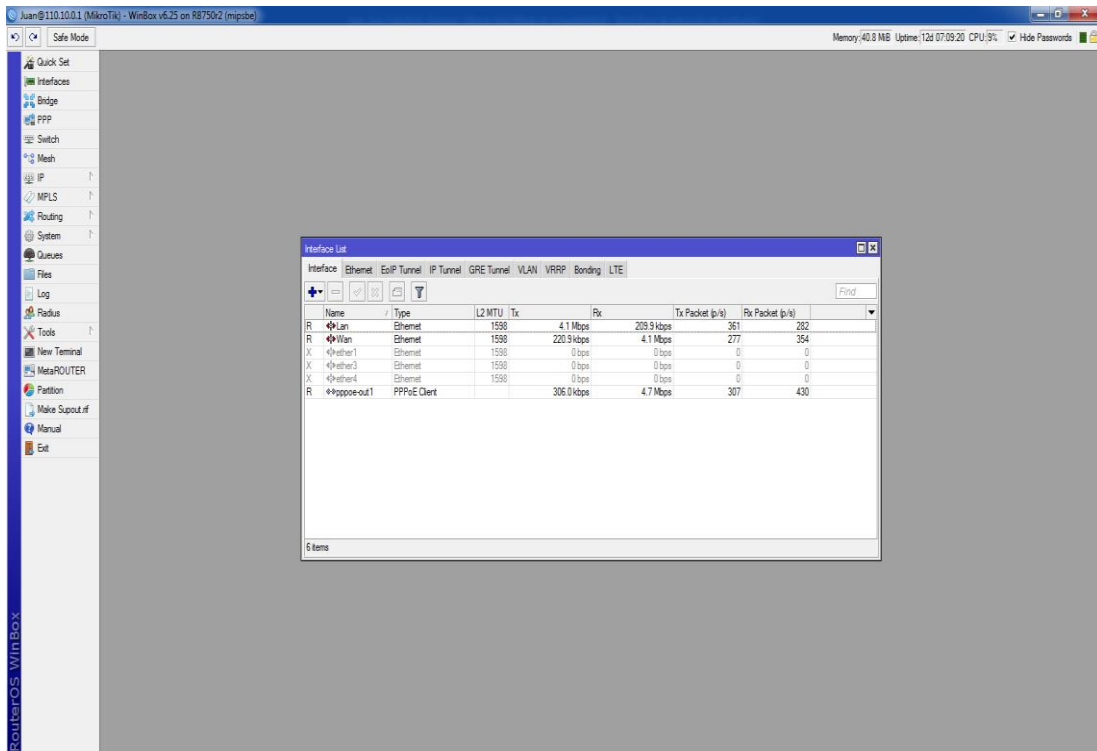 Juan@110.10.0.1 (MikroTik) - WinBox v6.25 on RB750r2 (mipsbe)
Safe Mode Memory: 40.8 MiB Uptime: 12d 07:09:20 CPU: 9% Hide Passwords
Quick Set
Interfaces
Bridge
PPP
Switch
Mesh
IP
MPLS
Routing
System
Queues
Files
Log
Radius
Tools
New Terminal
MetaROUTER
Partition
Make Supout.rif
Manual
Exit
RouterOS WinBox
Interface List
Interface Ethernet EoIP Tunnel IP Tunnel GRE Tunnel VLAN VRRP Bonding LTE
Find
Name Type L2 MTU Tx Rx Tx Packet (p/s) Rx Packet (p/s)
R Lan Ethernet 1598 4.1 Mbps 209.9 kbps 361 282
R Wan Ethernet 1598 220.9 kbps 4.1 Mbps 277 354
X ether1 Ethernet 1598 0 bps 0 bps 0 0
X ether3 Ethernet 1598 0 bps 0 bps 0 0
X ether4 Ethernet 1598 0 bps 0 bps 0 0
R pppoe-out1 PPPoE Client 306.0 kbps 4.7 Mbps 307 430
6 items